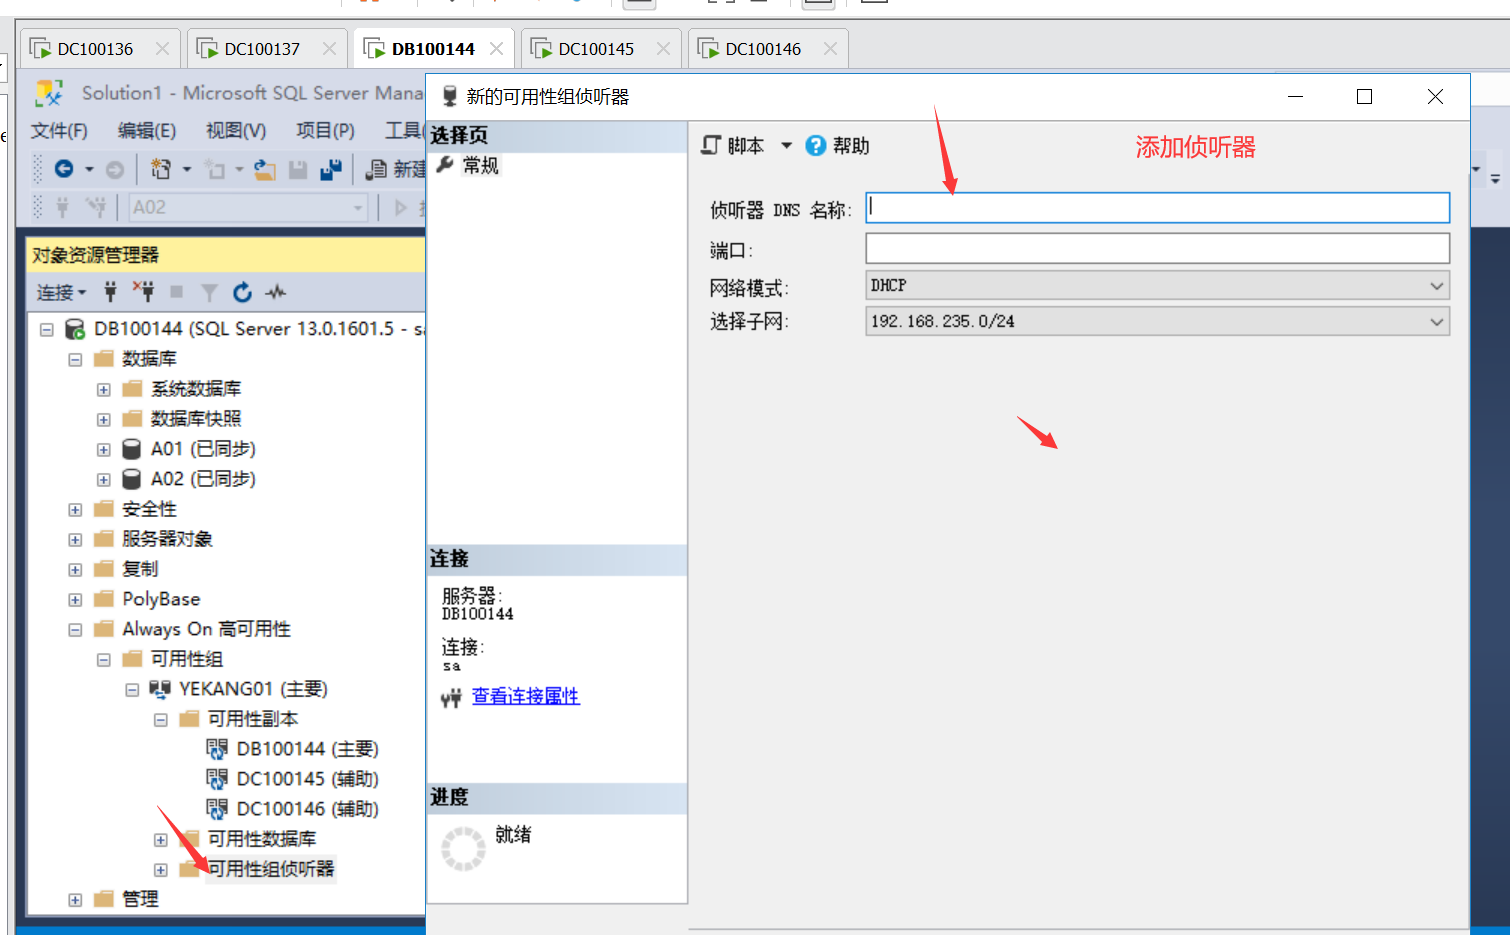 DC100136
DC100137
DB100144
DC100145
DC100146
Solution1 - Microsoft SQL Server Mana
文件(F) 编辑(E) 视图(V) 项目(P) 工具(
新建
A02
对象资源管理器
连接
DB100144 (SQL Server 13.0.1601.5 - sa
数据库
系统数据库
数据库快照
A01 (已同步)
A02 (已同步)
安全性
服务器对象
复制
PolyBase
Always On 高可用性
可用性组
YEKANG01 (主要)
可用性副本
DB100144 (主要)
DC100145 (辅助)
DC100146 (辅助)
可用性数据库
可用性组侦听器
管理
新的可用性组侦听器
选择页
常规
连接
服务器:
DB100144
连接:
sa
查看连接属性
进度
就绪
脚本 帮助
添加侦听器
侦听器 DNS 名称:
端口:
网络模式: DHCP
选择子网: 192.168.235.0/24